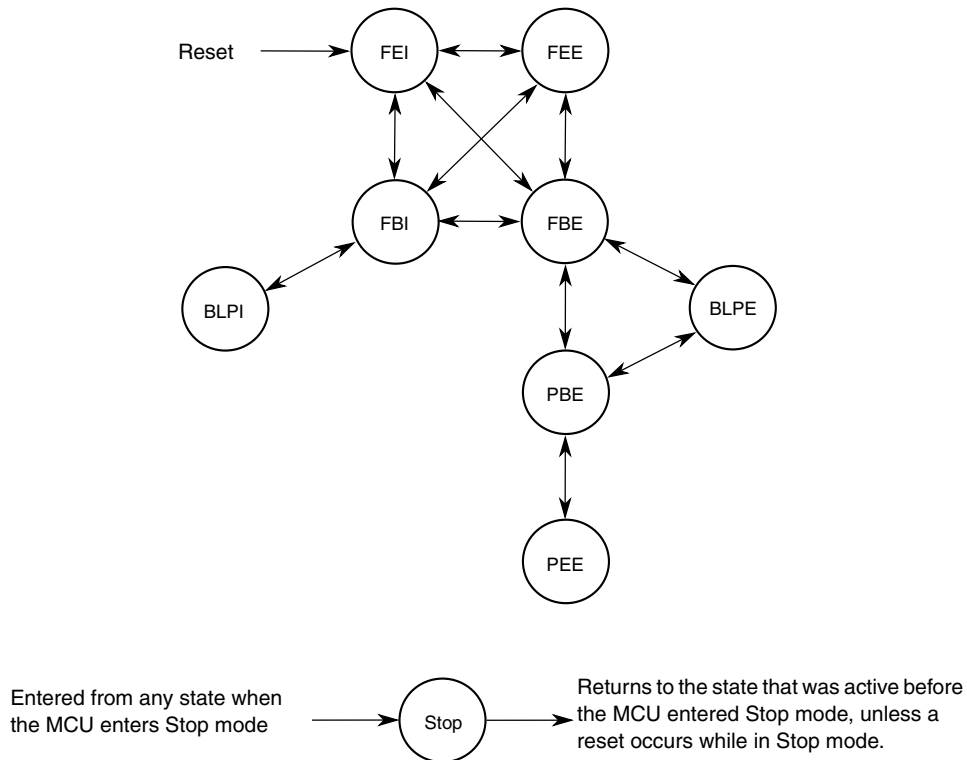 Reset
FEI
FEE
FBI
FBE
BLPI
BLPE
PBE
PEE
Entered from any state when
the MCU enters Stop mode
Stop
Returns to the state that was active before
the MCU entered Stop mode, unless a
reset occurs while in Stop mode.